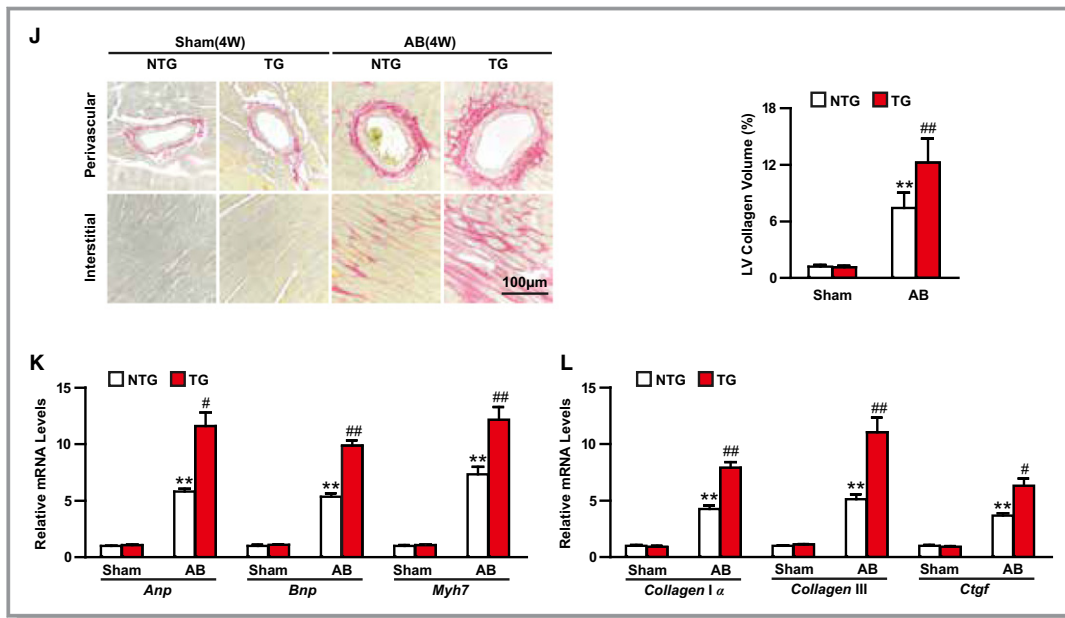 J
Sham(4W) AB(4W)
NTG TG NTG TG
Perivascular
Interstitial
100μm
NTG TG
LV Collagen Volume (%)
18
12
6
0
**
##
Sham AB
K
NTG TG
Relative mRNA Levels
15
10
5
0
** # ** ## ** ##
Sham AB Sham AB Sham AB
Anp Bnp Myh7
L
NTG TG
Relative mRNA Levels
15
10
5
0
** ## ** ## ** #
Sham AB Sham AB Sham AB
Collagen I α Collagen III Ctgf